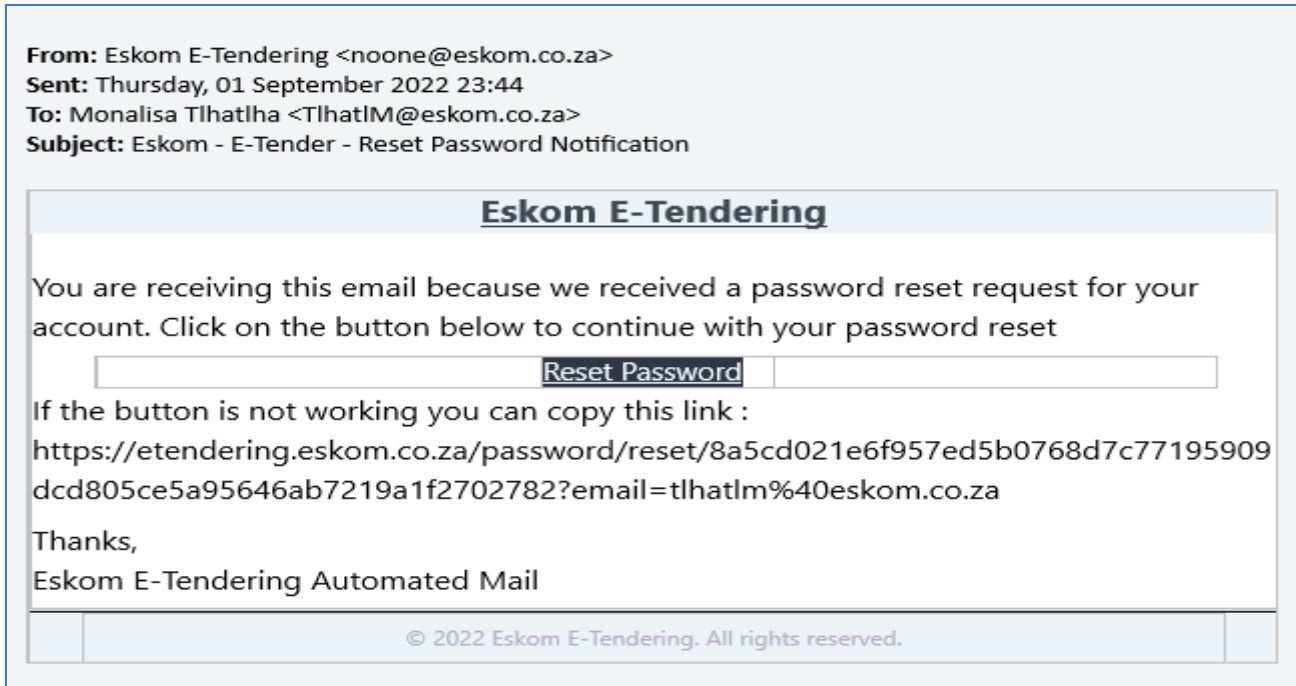 From: Eskom E-Tendering <noone@eskom.co.za>
Sent: Thursday, 01 September 2022 23:44
To: Monalisa Tlhatlha <TlhatlM@eskom.co.za>
Subject: Eskom - E-Tender - Reset Password Notification
Eskom E-Tendering
You are receiving this email because we received a password reset request for your
account. Click on the button below to continue with your password reset
Reset Password
If the button is not working you can copy this link :
https://etendering.eskom.co.za/password/reset/8a5cd021e6f957ed5b0768d7c77195909
dcd805ce5a95646ab7219a1f2702782?email=tlhatlm%40eskom.co.za
Thanks,
Eskom E-Tendering Automated Mail
© 2022 Eskom E-Tendering. All rights reserved.